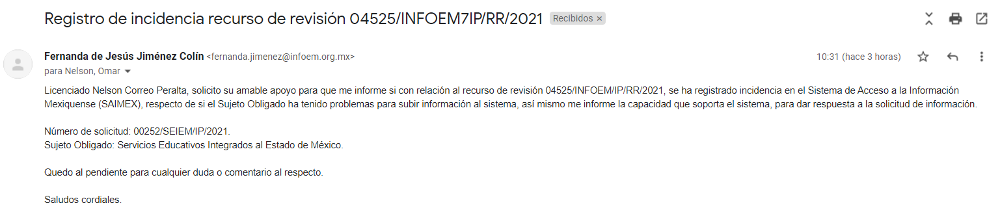 Registro de incidencia recurso de revisión 04525/INFOEM7IP/RR/2021 Recibidos ×
Fernanda de Jesús Jiménez Colín <fernanda.jimenez@infoem.org.mx> 10:31 (hace 3 horas)
para Nelson, Omar
Licenciado Nelson Correo Peralta, solicito su amable apoyo para que me informe si con relación al recurso de revisión 04525/INFOEM/IP/RR/2021, se ha registrado incidencia en el Sistema de Acceso a la Información
Mexiquense (SAIMEX), respecto de si el Sujeto Obligado ha tenido problemas para subir información al sistema, así mismo me informe la capacidad que soporta el sistema, para dar respuesta a la solicitud de información.
Número de solicitud: 00252/SEIEM/IP/2021.
Sujeto Obligado: Servicios Educativos Integrados al Estado de México.
Quedo al pendiente para cualquier duda o comentario al respecto.
Saludos cordiales.